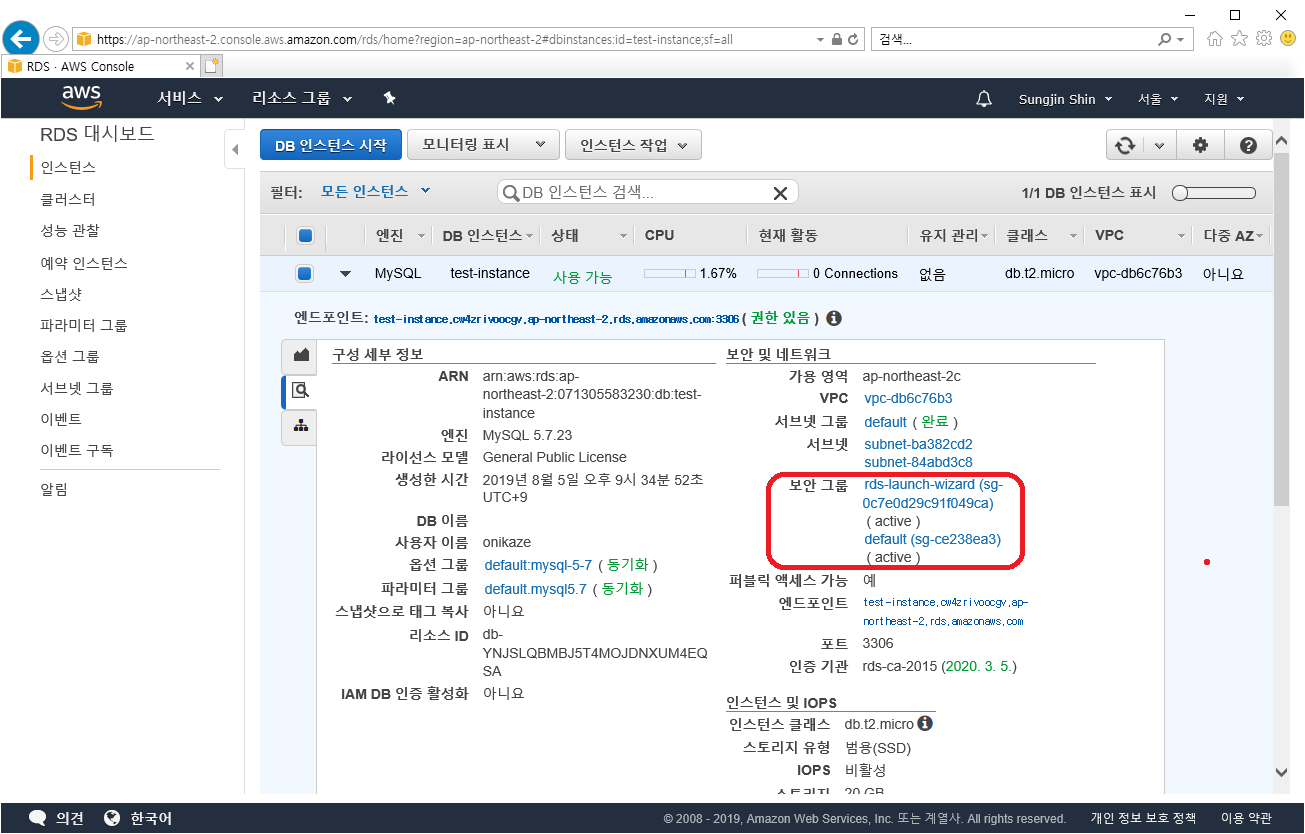 https://ap-northeast-2.console.aws.amazon.com/rds/home?region=ap-northeast-2#dbinstances:id=test-instance;sf=all
검색...
RDS · AWS Console
aws
서비스
리소스 그룹
Sungjin Shin
서울
지원
RDS 대시보드
인스턴스
클러스터
성능 관찰
예약 인스턴스
스냅샷
파라미터 그룹
옵션 그룹
서브넷 그룹
이벤트
이벤트 구독
알림
DB 인스턴스 시작
모니터링 표시
인스턴스 작업
필터: 모든 인스턴스
DB 인스턴스 검색...
1/1 DB 인스턴스 표시
엔진 DB 인스턴스 상태 CPU 현재 활동 유지 관리 클래스 VPC 다중 AZ
MySQL test-instance 사용 가능 1.67% 0 Connections 없음 db.t2.micro vpc-db6c76b3 아니요
엔드포인트: test-instance.cw4zrivoocgv.ap-northeast-2.rds.amazonaws.com:3306 ( 권한 있음 )
구성 세부 정보
ARN arn:aws:rds:ap-
northeast-2:071305583230:db:test-
instance
엔진 MySQL 5.7.23
라이선스 모델 General Public License
생성한 시간 2019년 8월 5일 오후 9시 34분 52초
UTC+9
DB 이름
사용자 이름 onikaze
옵션 그룹 default:mysql-5-7 ( 동기화 )
파라미터 그룹 default.mysql5.7 ( 동기화 )
스냅샷으로 태그 복사 아니요
리소스 ID db-
YNJSLQBMBJ5T4MOJDNXUM4EQ
SA
IAM DB 인증 활성화 아니요
보안 및 네트워크
가용 영역 ap-northeast-2c
VPC vpc-db6c76b3
서브넷 그룹 default ( 완료 )
서브넷 subnet-ba382cd2
subnet-84abd3c8
보안 그룹 rds-launch-wizard (sg-
0c7e0d29c91f049ca)
( active )
default (sg-ce238ea3)
( active )
퍼블릭 액세스 가능 예
엔드포인트 test-instance.cw4zrivoocgv.ap-
northeast-2.rds.amazonaws.com
포트 3306
인증 기관 rds-ca-2015 (2020. 3. 5.)
인스턴스 및 IOPS
인스턴스 클래스 db.t2.micro
스토리지 유형 범용(SSD)
IOPS 비활성
스토리지 20 GB
의견
한국어
© 2008 - 2019, Amazon Web Services, Inc. 또는 계열사. All rights reserved.
개인 정보 보호 정책
이용 약관